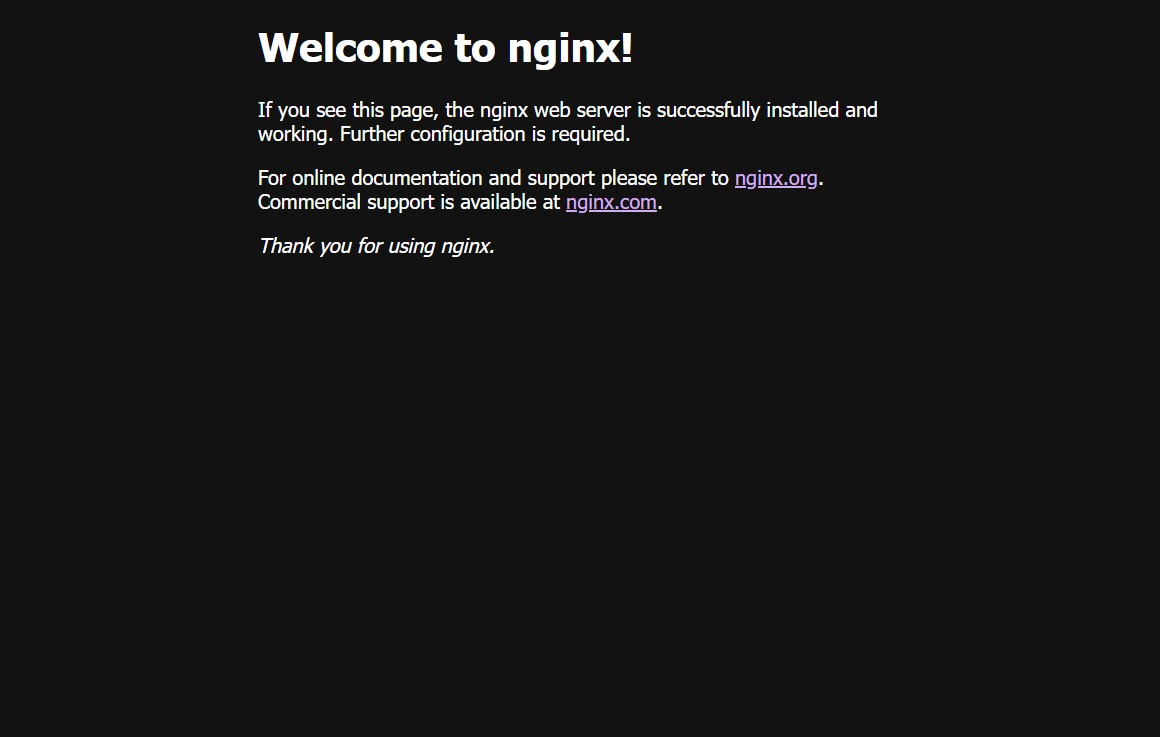 Welcome to nginx!
If you see this page, the nginx web server is successfully installed and
working. Further configuration is required.
For online documentation and support please refer to nginx.org.
Commercial support is available at nginx.com.
Thank you for using nginx.